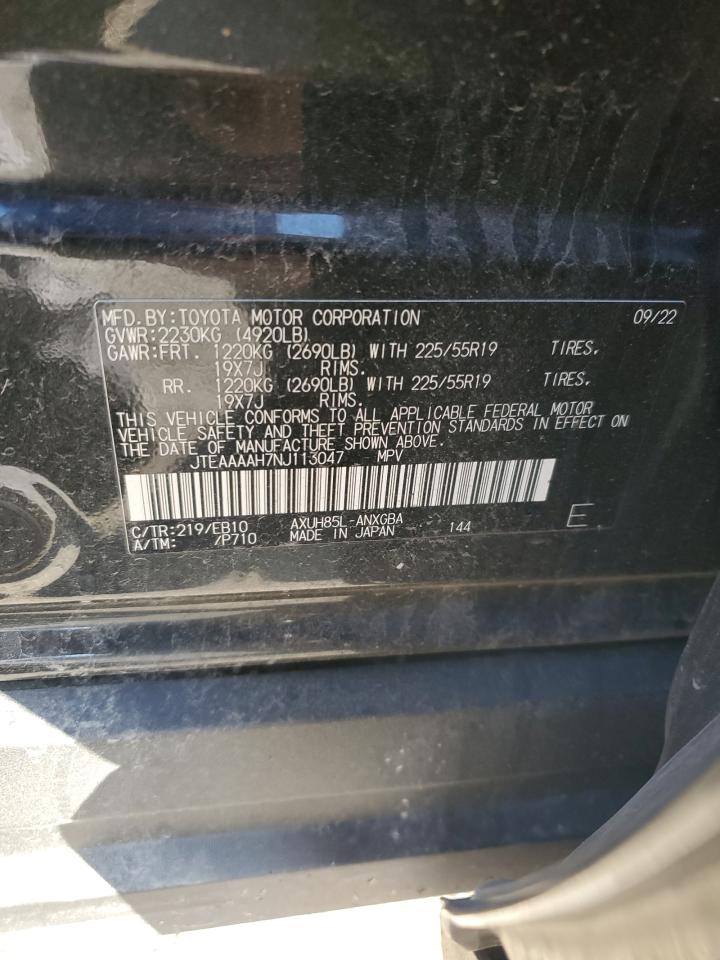 MFD.BY:TOYOTA MOTOR CORPORATION 09/22
GVWR:2230KG (4920LB)
GAWR:FRT. 1220KG (2690LB) WITH 225/55R19 TIRES.
19X7J RIMS.
RR. 1220KG (2690LB) WITH 225/55R19 TIRES.
19X7J RIMS.
THIS VEHICLE CONFORMS TO ALL APPLICABLE FEDERAL MOTOR
VEHICLE SAFETY AND THEFT PREVENTION STANDARDS IN EFFECT ON
THE DATE OF MANUFACTURE SHOWN ABOVE.
JTEAAAAH7NJ113047 MPV
C/TR:219/EB10 AXUH85L-ANXGBA 144 E
A/TM: /P710 MADE IN JAPAN